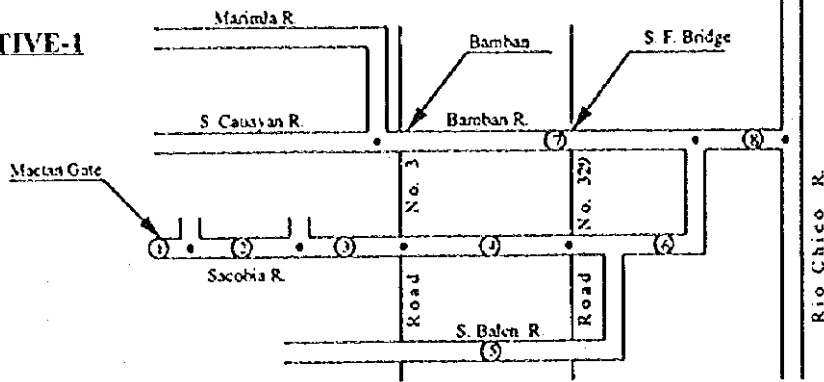 TIVE-1
Marimla R.
Bamban
S. F. Bridge
S. Cauayan R.
Bamban R.
7
8
Mactan Gate
No. 3
No. 329
1
2
3
4
6
Sacobia R.
Road
Road
S. Balen R.
5
Rio Chico R.